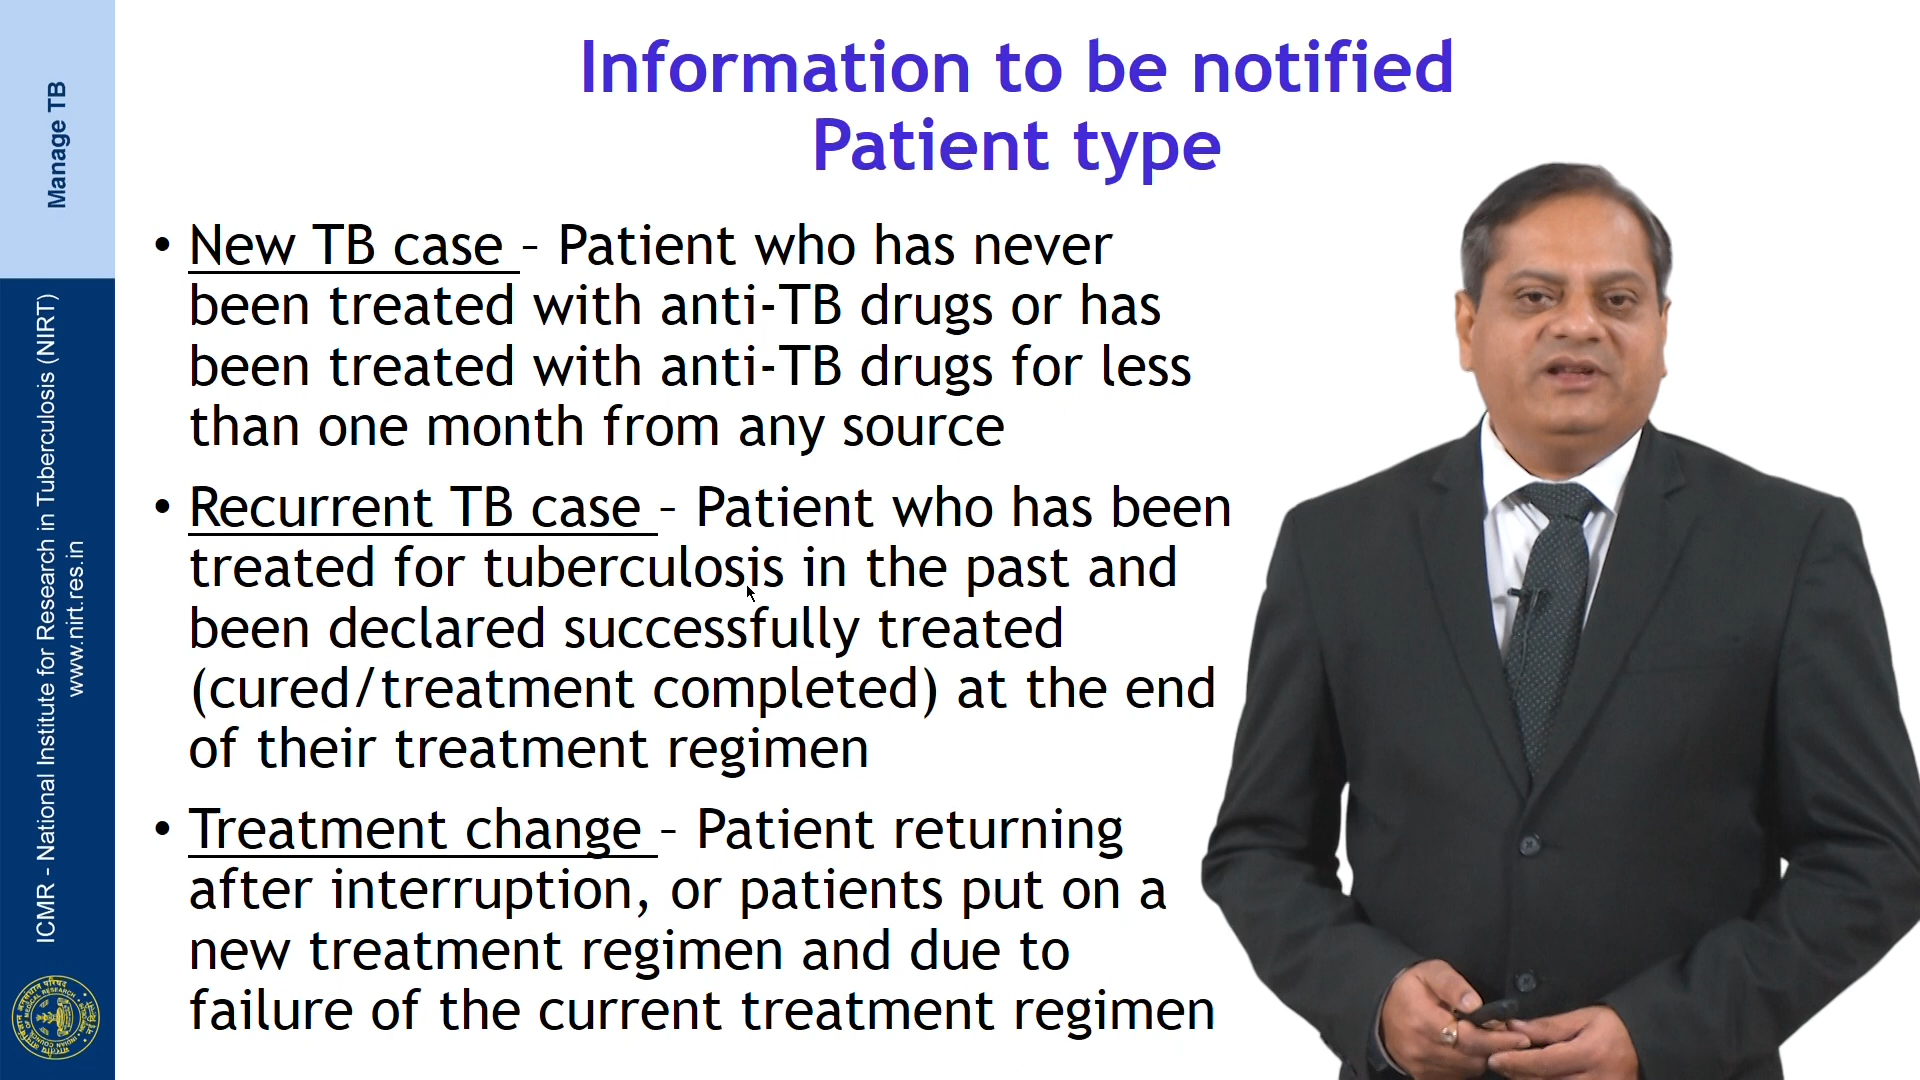 Information to be notified
Patient type
• New TB case – Patient who has never
been treated with anti-TB drugs or has
been treated with anti-TB drugs for less
than one month from any source
• Recurrent TB case – Patient who has been
treated for tuberculosis in the past and
been declared successfully treated
(cured/treatment completed) at the end
of their treatment regimen
• Treatment change – Patient returning
after interruption, or patients put on a
new treatment regimen and due to
failure of the current treatment regimen
Manage TB
ICMR - National Institute for Research in Tuberculosis (NIRT)
www.nirt.res.in